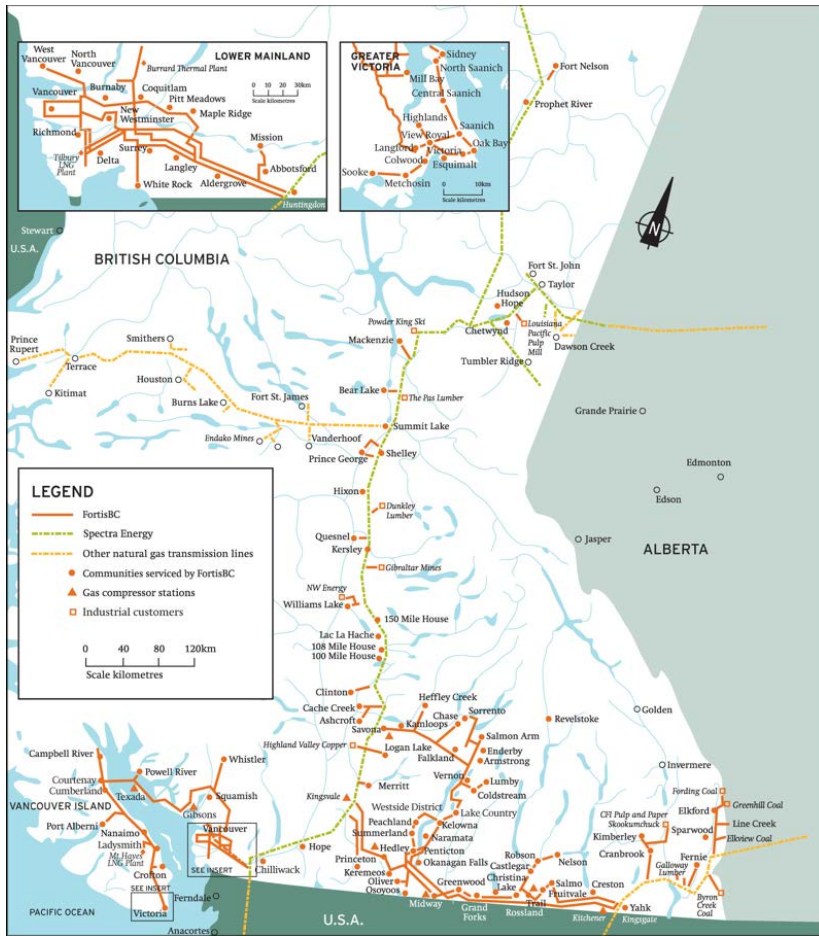 LOWER MAINLAND
West
Vancouver
North
Vancouver
Burrard Thermal Plant
0 10 20 30km
Scale kilometres
Vancouver
Burnaby
Coquitlam
Pitt Meadows
New
Westminster
Maple Ridge
Richmond
Mission
Tilbury
LNG
Plant
Delta
Surrey
Langley
Abbotsford
White Rock
Aldergrove
Huntingdon
GREATER
VICTORIA
Sidney
North Saanich
Mill Bay
Central Saanich
Highlands
Saanich
View Royal
Langford
Victoria
Oak Bay
Colwood
Esquimalt
Sooke
Metchosin
0 10km
Scale kilometres
Fort Nelson
Prophet River
N
Stewart
U.S.A.
BRITISH COLUMBIA
Fort St. John
Taylor
Hudson
Hope
Powder King Ski
Chetwynd
Louisiana
Pacific
Pulp
Mill
Dawson Creek
Mackenzie
Tumbler Ridge
Prince
Rupert
Smithers
Terrace
Houston
Kitimat
Burns Lake
Fort St. James
Bear Lake
The Pas Lumber
Grande Prairie
Summit Lake
Endako Mines
Vanderhoof
Prince George
Shelley
Edmonton
Edson
Hixon
Dunkley
Lumber
Quesnel
Kersley
Jasper
ALBERTA
Gibraltar Mines
NW Energy
Williams Lake
150 Mile House
Lac La Hache
108 Mile House
100 Mile House
LEGEND
FortisBC
Spectra Energy
Other natural gas transmission lines
Communities serviced by FortisBC
Gas compressor stations
Industrial customers
0 40 80 120km
Scale kilometres
Clinton
Cache Creek
Ashcroft
Savona
Heffley Creek
Kamloops
Chase
Sorrento
Revelstoke
Golden
Highland Valley Copper
Logan Lake
Salmon Arm
Enderby
Armstrong
Falkland
Invermere
Campbell River
Whistler
Courtenay
Cumberland
Powell River
Texada
Squamish
Gibsons
VANCOUVER ISLAND
Port Alberni
Nanaimo
Ladysmith
Mt. Hayes
LNG Plant
Crofton
SEE INSERT
Victoria
Vancouver
SEE INSERT
Chilliwack
Hope
Kingsvale
Merritt
Vernon
Lumby
Coldstream
Westside District
Lake Country
Peachland
Kelowna
Summerland
Naramata
Hedley
Penticton
Princeton
Okanagan Falls
Keremeos
Oliver
Osoyoos
Midway
Greenwood
Grand
Forks
Robson
Castlegar
Christina
Lake
Nelson
Rossland
Trail
Salmo
Fruitvale
Creston
Kitchener
Yahk
Kingsgate
Fording Coal
Greenhill Coal
Elkford
CFI Pulp and Paper
Skookumchuck
Line Creek
Kimberley
Sparwood
Elkview Coal
Cranbrook
Fernie
Galloway
Lumber
Byron
Creek
Coal
PACIFIC OCEAN
Ferndale
Anacortes
U.S.A.